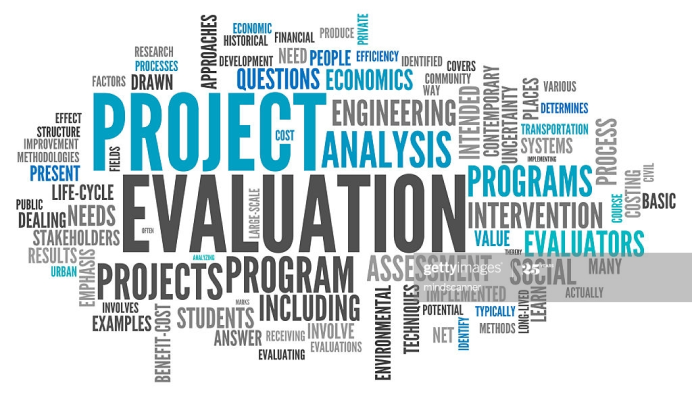 ECONOMIC
HISTORICAL
FINANCIAL
PRODUCE
PRIVATE
APPROACHES
RESEARCH
PROCESSES
DEVELOPMENT
NEED
PEOPLE
EFFICIENCY
IDENTIFIED
COVERS
FACTORS
DRAWN
QUESTIONS
ECONOMICS
COMMUNITY
WAY
INTENDED
CONTEMPORARY
UNCERTAINTY
PLACES
VARIOUS
DETERMINES
PROJECT
COST
ENGINEERING
ANALYSIS
TRANSPORTATION
SYSTEMS
IMPLEMENTING
PROCESS
EFFECT
STRUCTURE
IMPROVEMENT
METHODOLOGIES
PRESENT
FIELDS
LIFE-CYCLE
PUBLIC
DEALING
NEEDS
STAKEHOLDERS
RESULTS
URBAN
EMPHASIS
EVALUATION
OFTEN
LARGE-SCALE
ANALYZING
PROGRAMS
INTERVENTION
VALUE
THEREBY
EVALUATORS
COURSE
COSTING
CIVIL
BASIC
PROJECTS
PROGRAM
ASSESSMENT
gettyimages
mindscanner
SOCIAL
MANY
IMPLEMENTED
ACTUALLY
INVOLVES
EXAMPLES
BENEFIT-COST
MARKS
STUDENTS
INCLUDING
ANSWER
RECEIVING
INVOLVE
EVALUATING
EVALUATIONS
ENVIRONMENTAL
TECHNIQUES
POTENTIAL
NET
IDENTIFY
TYPICALLY
METHODS
LONG-LIVED
LEARN